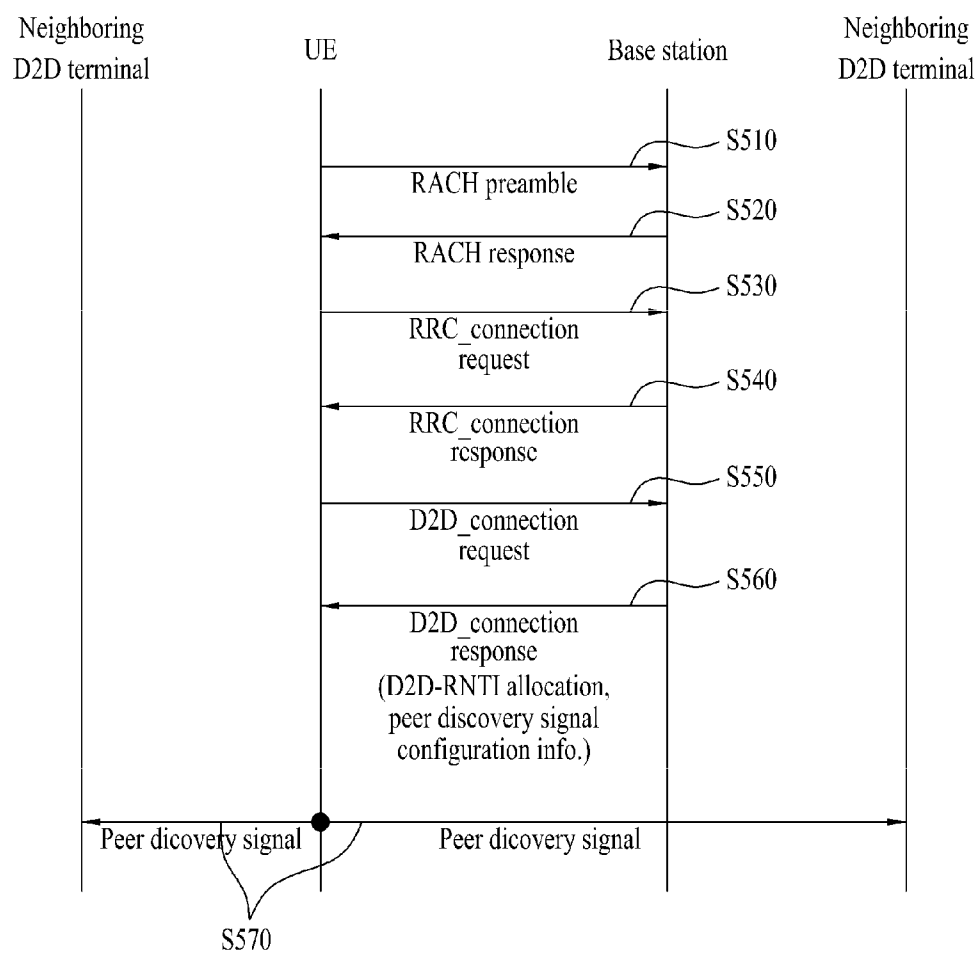 Neighboring
D2D terminal
UE
Base station
Neighboring
D2D terminal
S510
RACH preamble
S520
RACH response
S530
RRC_connection
request
S540
RRC_connection
response
S550
D2D_connection
request
S560
D2D_connection
response
(D2D-RNTI allocation,
peer discovery signal
configuration info.)
Peer dicovery signal
Peer dicovery signal
S570